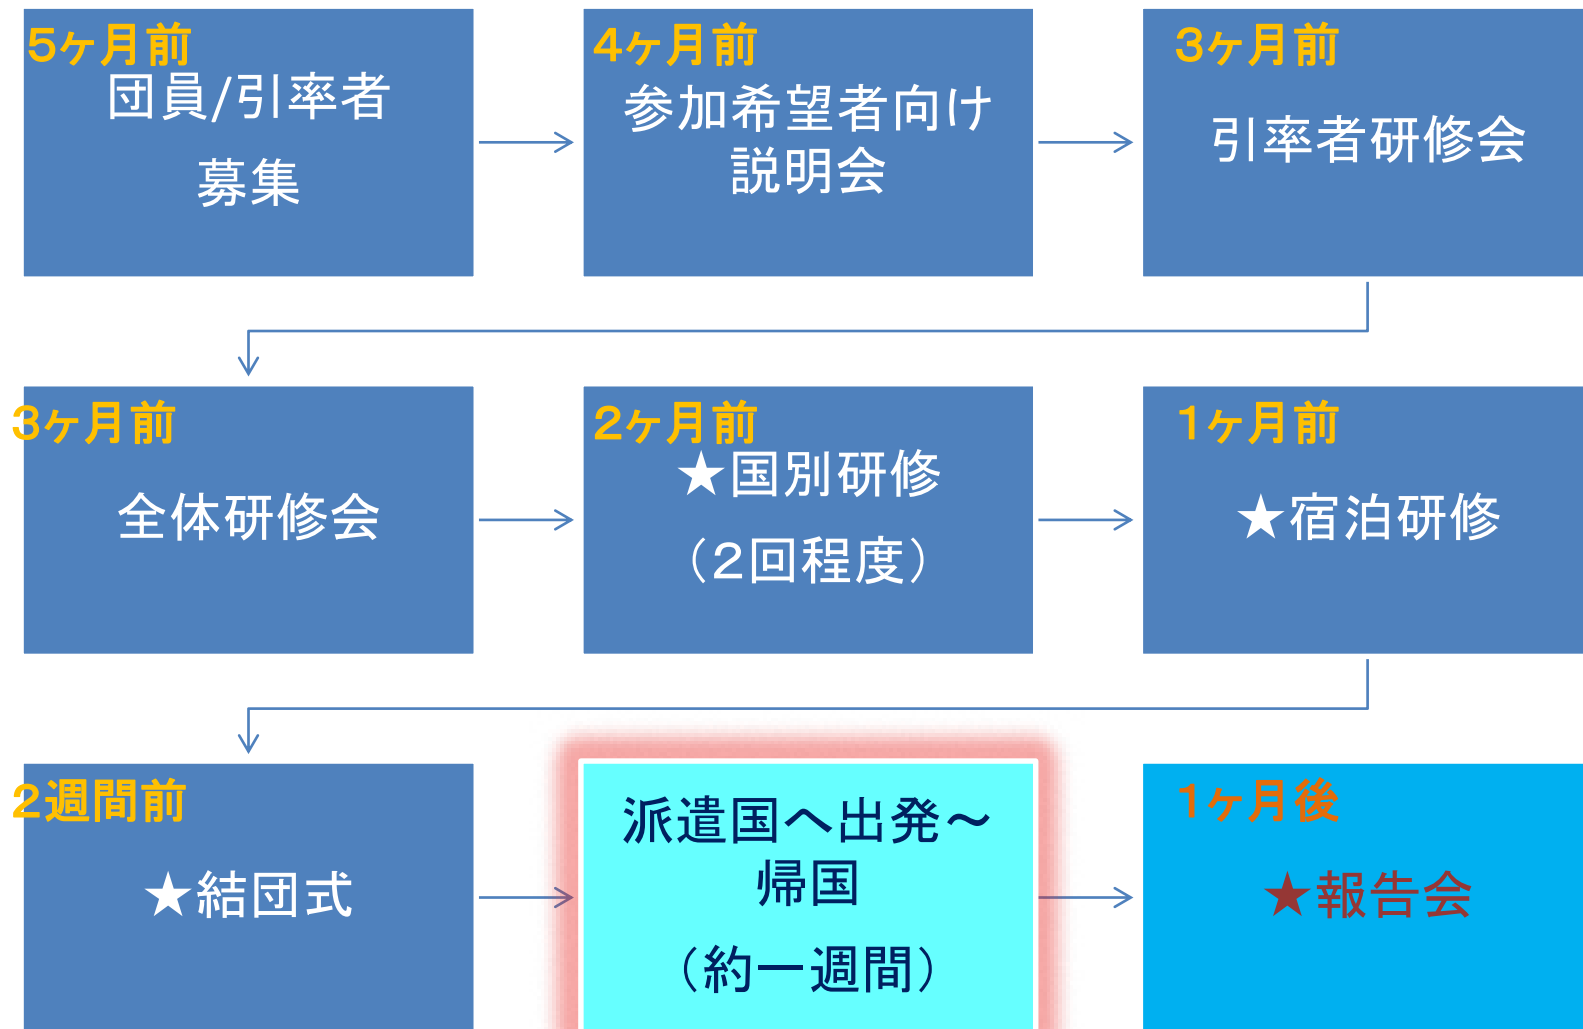 5ヶ月前
団員/引率者
募集
4ヶ月前
参加希望者向け
説明会
3ヶ月前
引率者研修会
3ヶ月前
全体研修会
2ヶ月前
★国別研修
（2回程度）
1ヶ月前
★宿泊研修
2週間前
★結団式
派遣国へ出発～
帰国
（約一週間）
1ヶ月後
★報告会